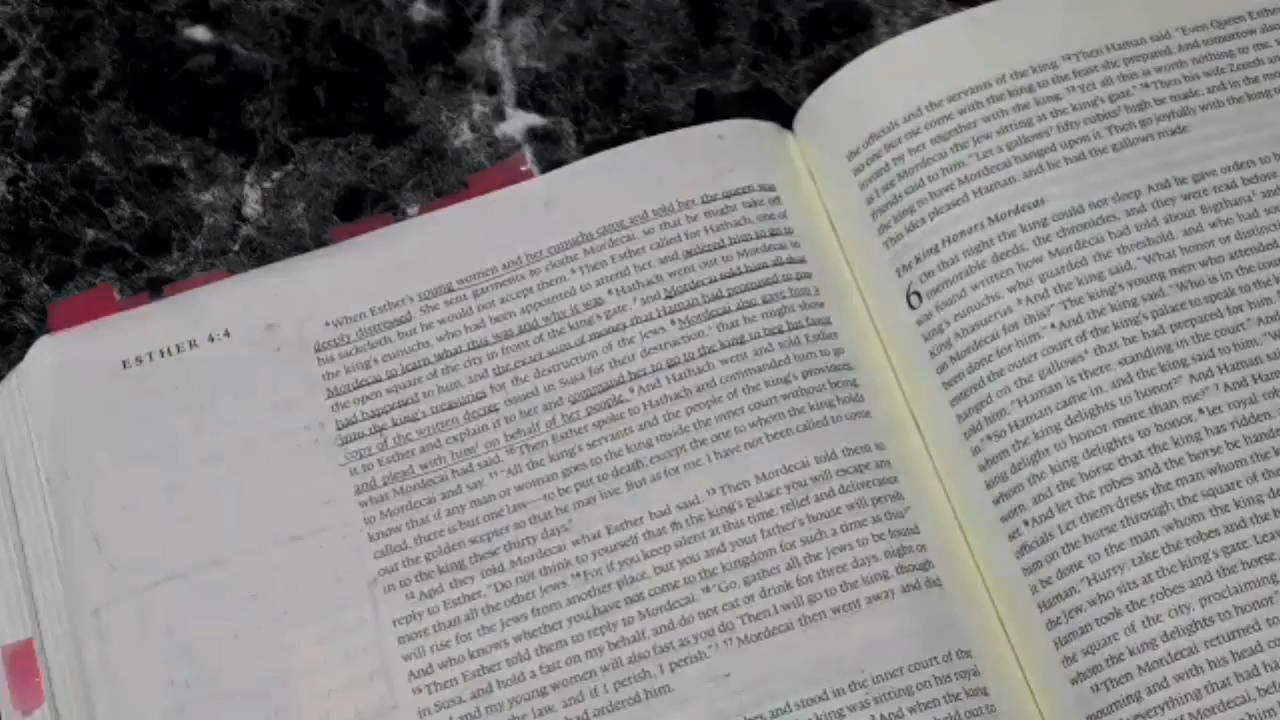 ESTHER 4:4
⁴When Esther's young women and her eunuchs came and told her, the queen was
deeply distressed. She sent garments to clothe Mordecai, so that he might take off
his sackcloth, but he would not accept them. ⁵Then Esther called for Hathach, one of
the king's eunuchs, who had been appointed to attend her, and ordered him to go to
Mordecai to learn what this was and why it was. ⁶Hathach went out to Mordecai in
the open square of the city in front of the king's gate, ⁷and Mordecai told him all that
had happened to him, and the exact sum of money that Haman had promised to pay
into the king's treasuries for the destruction of the Jews. ⁸Mordecai also gave him a
copy of the written decree issued in Susa for their destruction, that he might show
it to Esther and explain it to her and command her to go to the king to beg his favor
and plead with him on behalf of her people. ⁹And Hathach went and told Esther
what Mordecai had said. ¹⁰Then Esther spoke to Hathach and commanded him to go
to Mordecai and say, ¹¹"All the king's servants and the people of the king's provinces
know that if any man or woman goes to the king inside the inner court without being
called, there is but one law—to be put to death, except the one to whom the king holds
out the golden scepter so that he may live. But as for me, I have not been called to come
in to the king these thirty days."
¹²And they told Mordecai what Esther had said. ¹³Then Mordecai told them to
reply to Esther, "Do not think to yourself that in the king's palace you will escape any
more than all the other Jews. ¹⁴For if you keep silent at this time, relief and deliverance
will rise for the Jews from another place, but you and your father's house will perish.
And who knows whether you have not come to the kingdom for such a time as this?"
¹⁵Then Esther told them to reply to Mordecai, ¹⁶"Go, gather all the Jews to be found
in Susa, and hold a fast on my behalf, and do not eat or drink for three days, night or
and my young women will also fast as you do. Then I will go to the king, though
the law, and if I perish, I perish." ¹⁷Mordecai then went away and did
had ordered him.
and stood in the inner court of the
king was sitting on his royal
And when the king
held out to
the officials and the servants of the king. ¹²Then Haman said, "Even Queen Esther
no one but me come with the king to the feast she prepared. And tomorrow also
invited by her together with the king. ¹³Yet all this is worth nothing to me, so
as I see Mordecai the Jew sitting at the king's gate." ¹⁴Then his wife Zeresh and
friends said to him, "Let a gallows fifty cubits high be made, and in the
the king to have Mordecai hanged upon it. Then go joyfully with the king
This idea pleased Haman, and he had the gallows made.
The King Honors Mordecai
6 On that night the king could not sleep. And he gave orders to
memorable deeds, the chronicles, and they were read before
was found written how Mordecai had told about Bigthana and
king's eunuchs, who guarded the threshold, and who had
King Ahasuerus. ³And the king said, "What honor or
on Mordecai for this?" The king's young men who attended
been done for him." ⁴And the king said, "Who is in the
entered the outer court of the king's palace to speak to the
hanged on the gallows that he had prepared for him.
told him, "Haman is there, standing in the court." And
in." ⁶So Haman came in, and the king said to him,
whom the king delights to honor?" And Haman
king delight to honor more than me?" ⁷And
whom the king delights to honor, ⁸let royal
worn, and the horse that the king has ridden,
set. ⁹And let the robes and the horse be
officials. Let them dress the man whom the
him on the horse through the square of the
it be done to the man whom the king
Haman, "Hurry; take the robes and the
the Jew, who sits at the king's gate.
Haman took the robes and the horse
the square of the city, proclaiming
whom the king delights to honor."
¹²Then Mordecai returned to
mourning and with his head
everything that had
Mordecai,